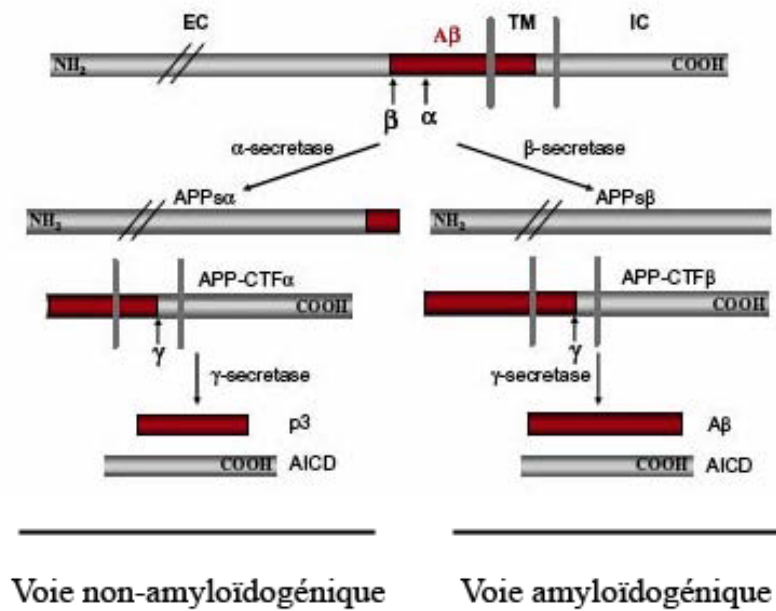 EC Aβ TM IC
NH₂ COOH
β α
α-secretase β-secretase
APPsα APPsβ
NH₂ NH₂
APP-CTFα APP-CTFβ
COOH COOH
γ γ
γ-secretase γ-secretase
p3 Aβ
COOH AICD COOH AICD
Voie non-amyloïdogénique Voie amyloïdogénique